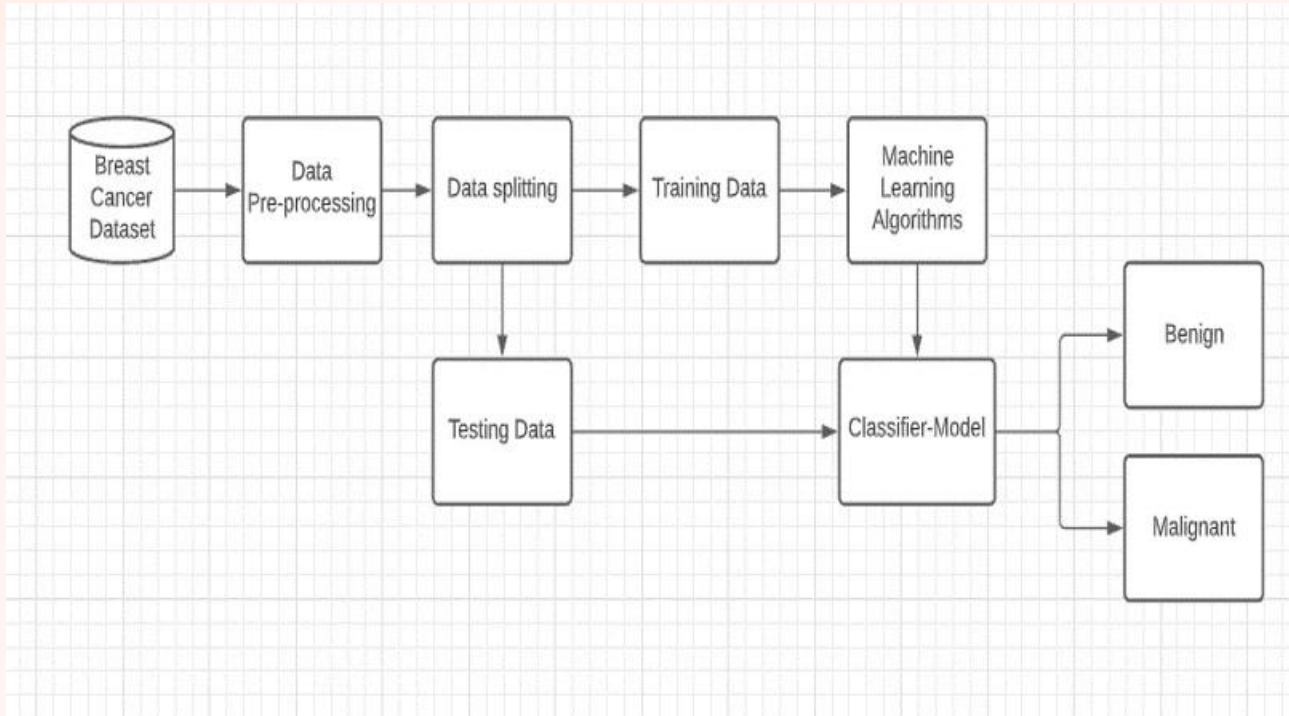 Breast
Cancer
Dataset
Data
Pre-processing
Data splitting
Training Data
Machine
Learning
Algorithms
Testing Data
Classifier-Model
Benign
Malignant